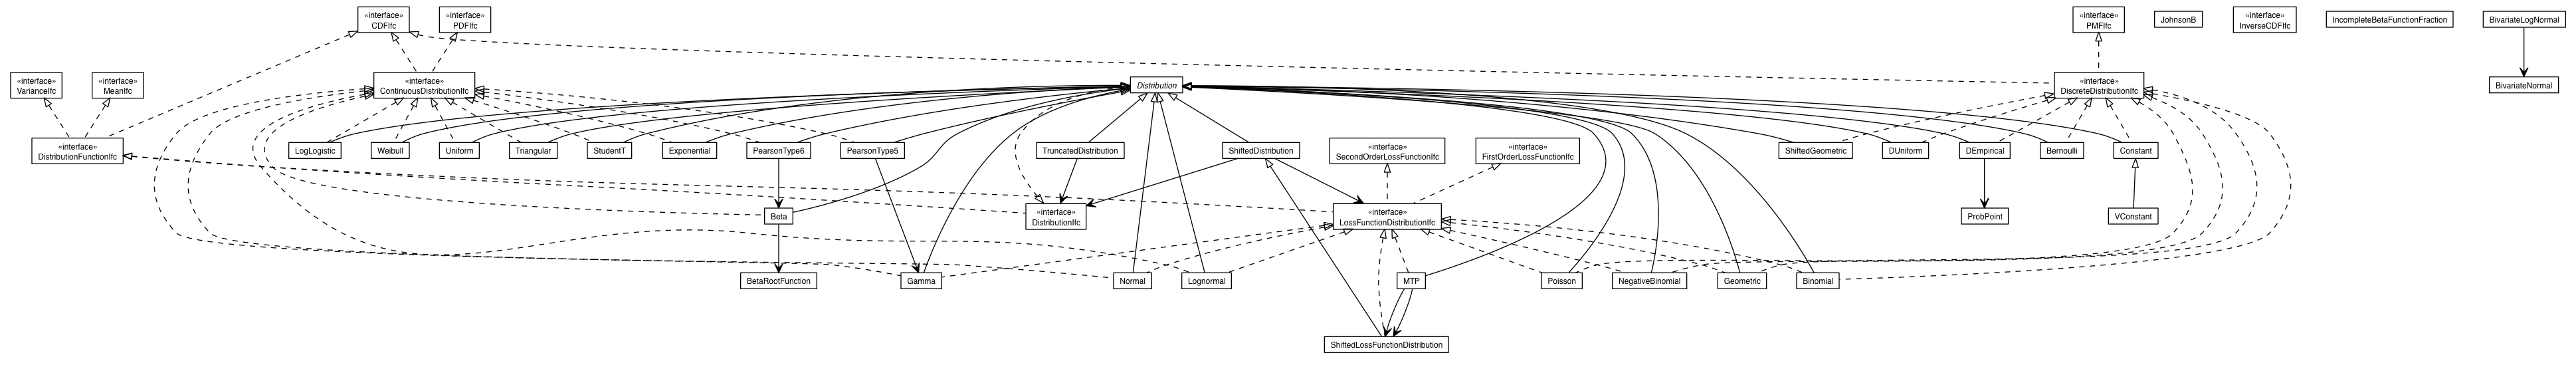 «interface»
CDFIfc
«interface»
PDFIfc
«interface»
PMFIfc
JohnsonB
«interface»
InverseCDFIfc
IncompleteBetaFunctionFraction
BivariateLogNormal
«interface»
VarianceIfc
«interface»
MeanIfc
«interface»
ContinuousDistributionIfc
Distribution
«interface»
DiscreteDistributionIfc
BivariateNormal
«interface»
DistributionFunctionIfc
LogLogistic
Weibull
Uniform
Triangular
StudentT
Exponential
PearsonType6
PearsonType5
TruncatedDistribution
ShiftedDistribution
«interface»
SecondOrderLossFunctionIfc
«interface»
FirstOrderLossFunctionIfc
ShiftedGeometric
DUniform
DEmpirical
Bernoulli
Constant
Beta
«interface»
DistributionIfc
«interface»
LossFunctionDistributionIfc
ProbPoint
VConstant
BetaRootFunction
Gamma
Normal
Lognormal
MTP
Poisson
NegativeBinomial
Geometric
Binomial
ShiftedLossFunctionDistribution